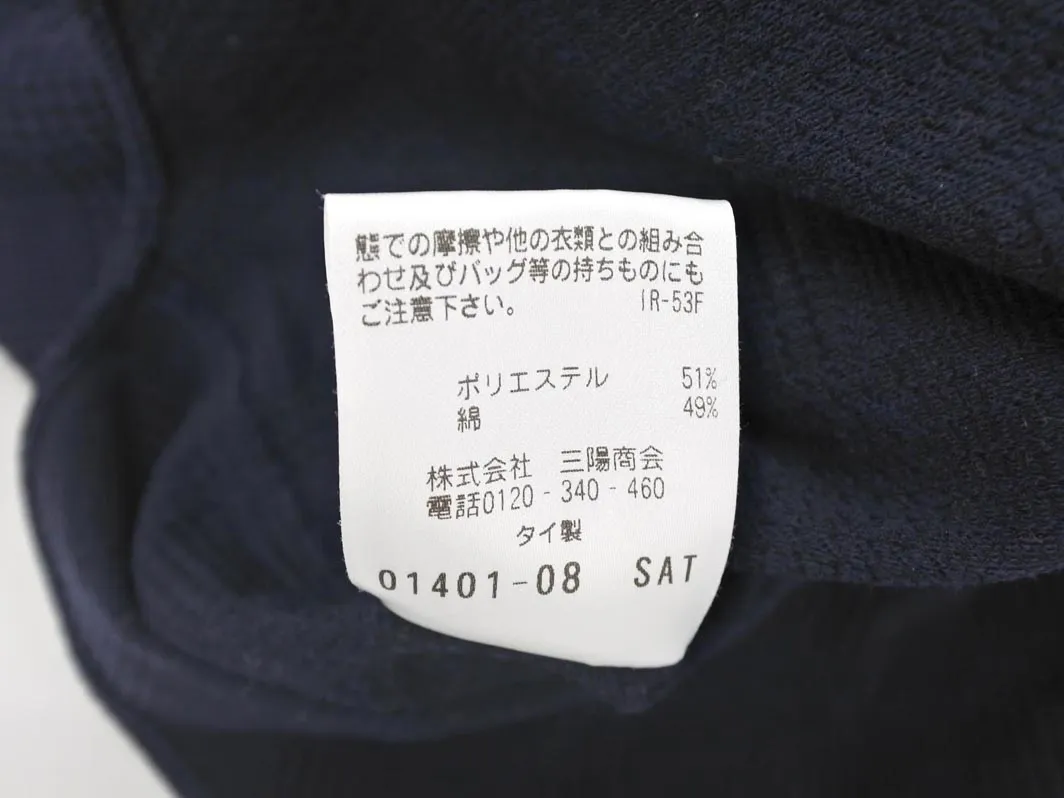 態での摩擦や他の衣類との組み合
わせ及びバッグ等の持ちものにも
ご注意下さい。 IR-53F
ポリエステル 51%
綿 49%
株式会社 三陽商会
電話0120-340-460
タイ製
01401-08 SAT